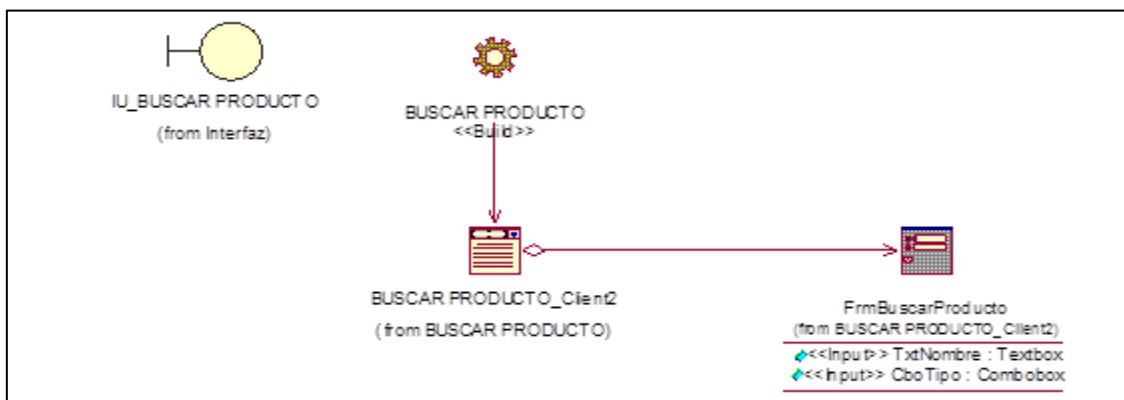 IU_BUSCAR PRODUCTO
(from Interfaz)
BUSCAR PRODUCTO
<<Build>>
BUSCAR PRODUCTO_Client2
(from BUSCAR PRODUCTO)
FrmBuscarProducto
(from BUSCAR PRODUCTO_Client2)
<<Input>> TxtNombre : Textbox
<<Input>> CboTipo : Combobox